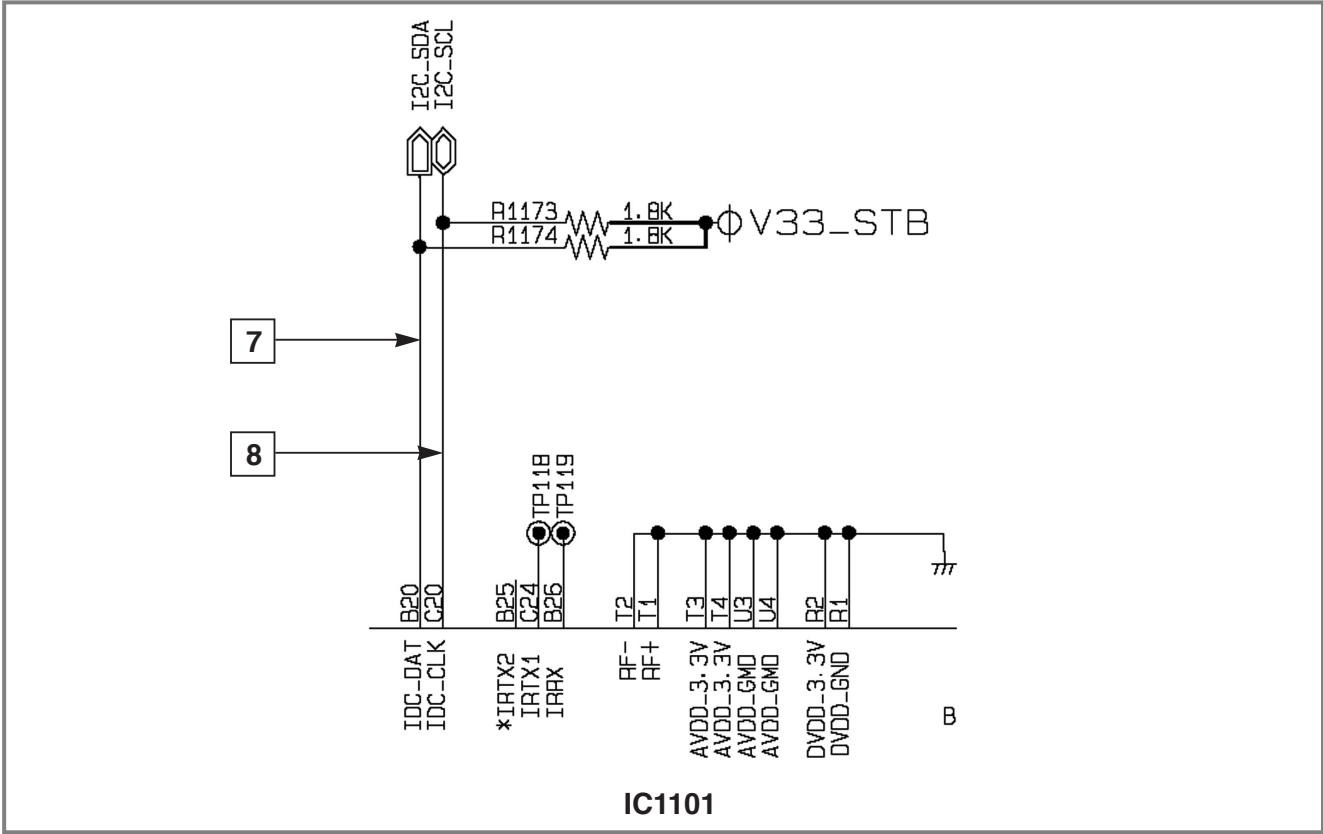 I2C_SDA
I2C_SCL
R1173 1.8K
R1174 1.8K
V33_STB
7
8
TP118
TP119
B20
C20
B25
C24
B26
T2
T1
T3
T4
U3
U4
R2
R1
IDC_DAT
IDC_CLK
*IRTX2
IRTX1
IRRX
RF-
RF+
AVDD_3.3V
AVDD_3.3V
AVDD_GMD
AVDD_GMD
DVDD_3.3V
DVDD_GND
B
IC1101